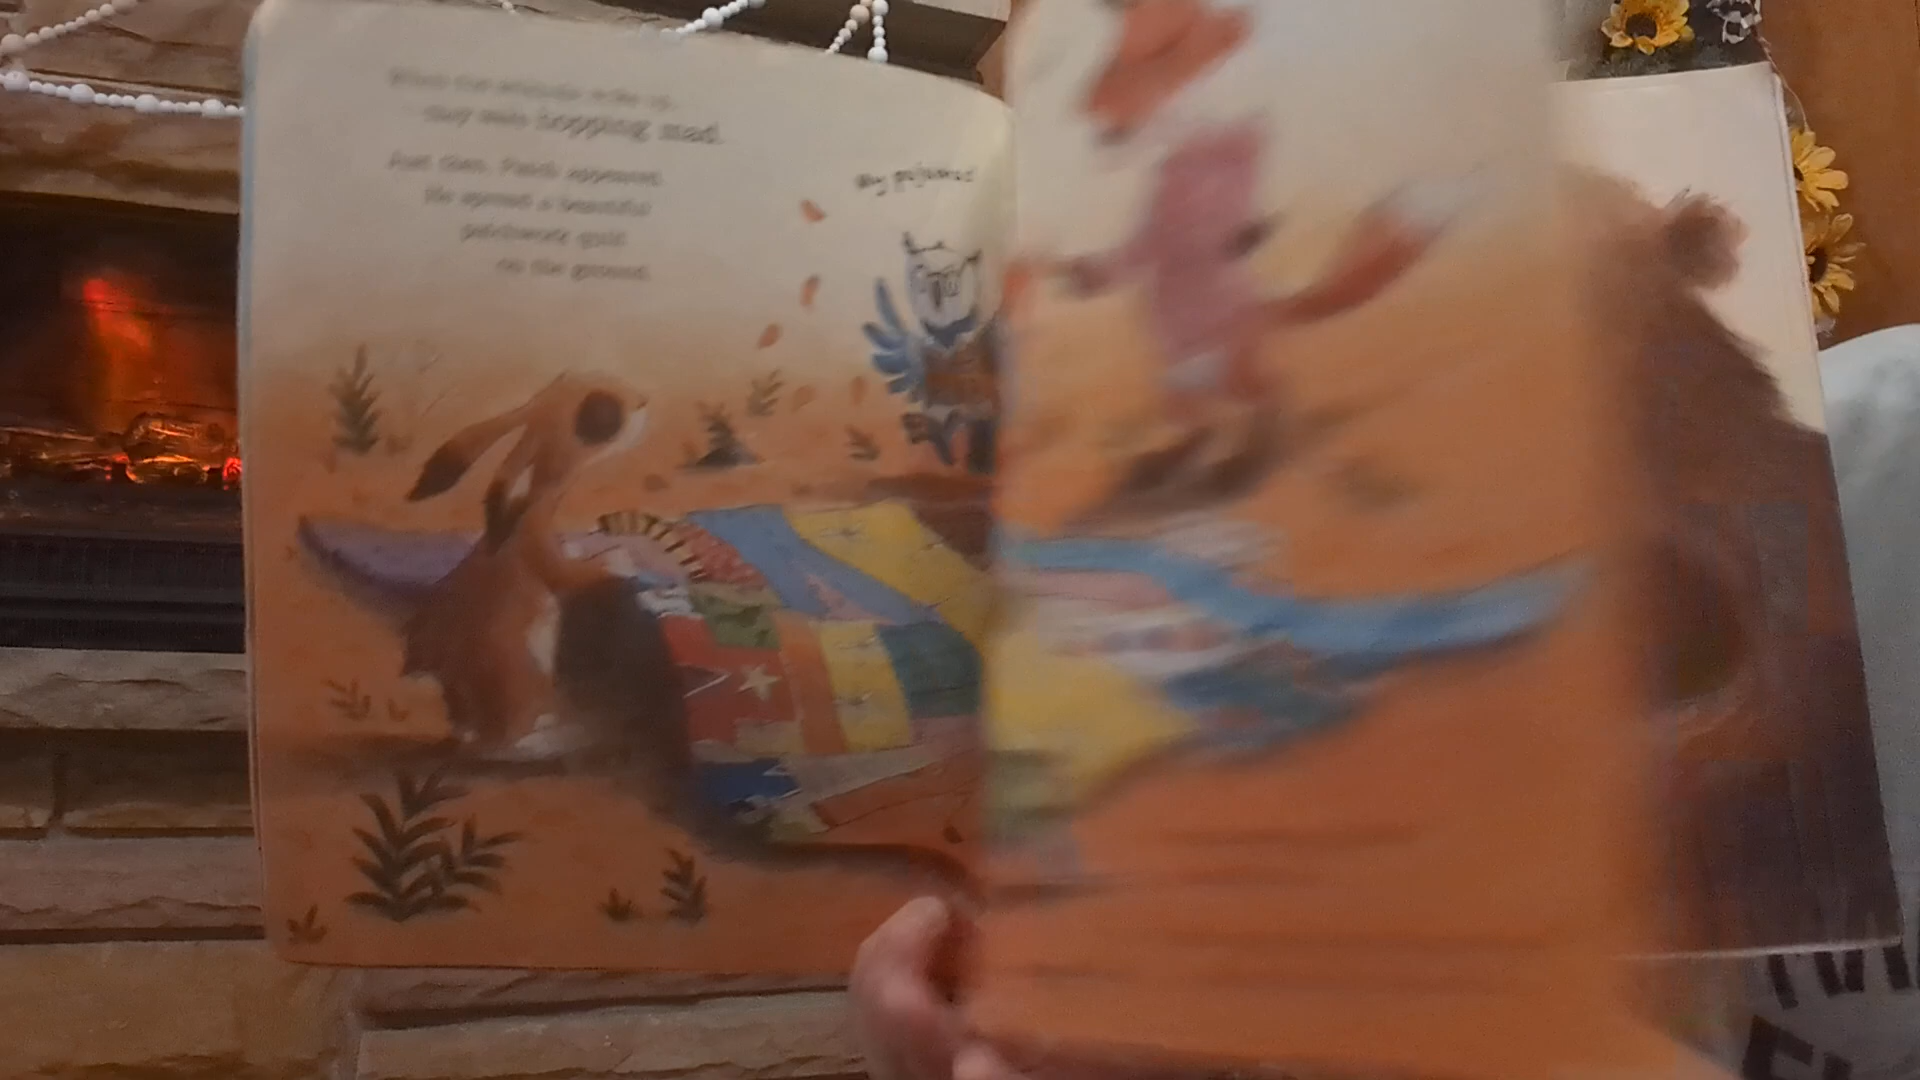 When the animals woke up,
they were hopping mad.
Just then, Patch appeared.
He spread a beautiful
patchwork quilt
on the ground.
My pajamas!